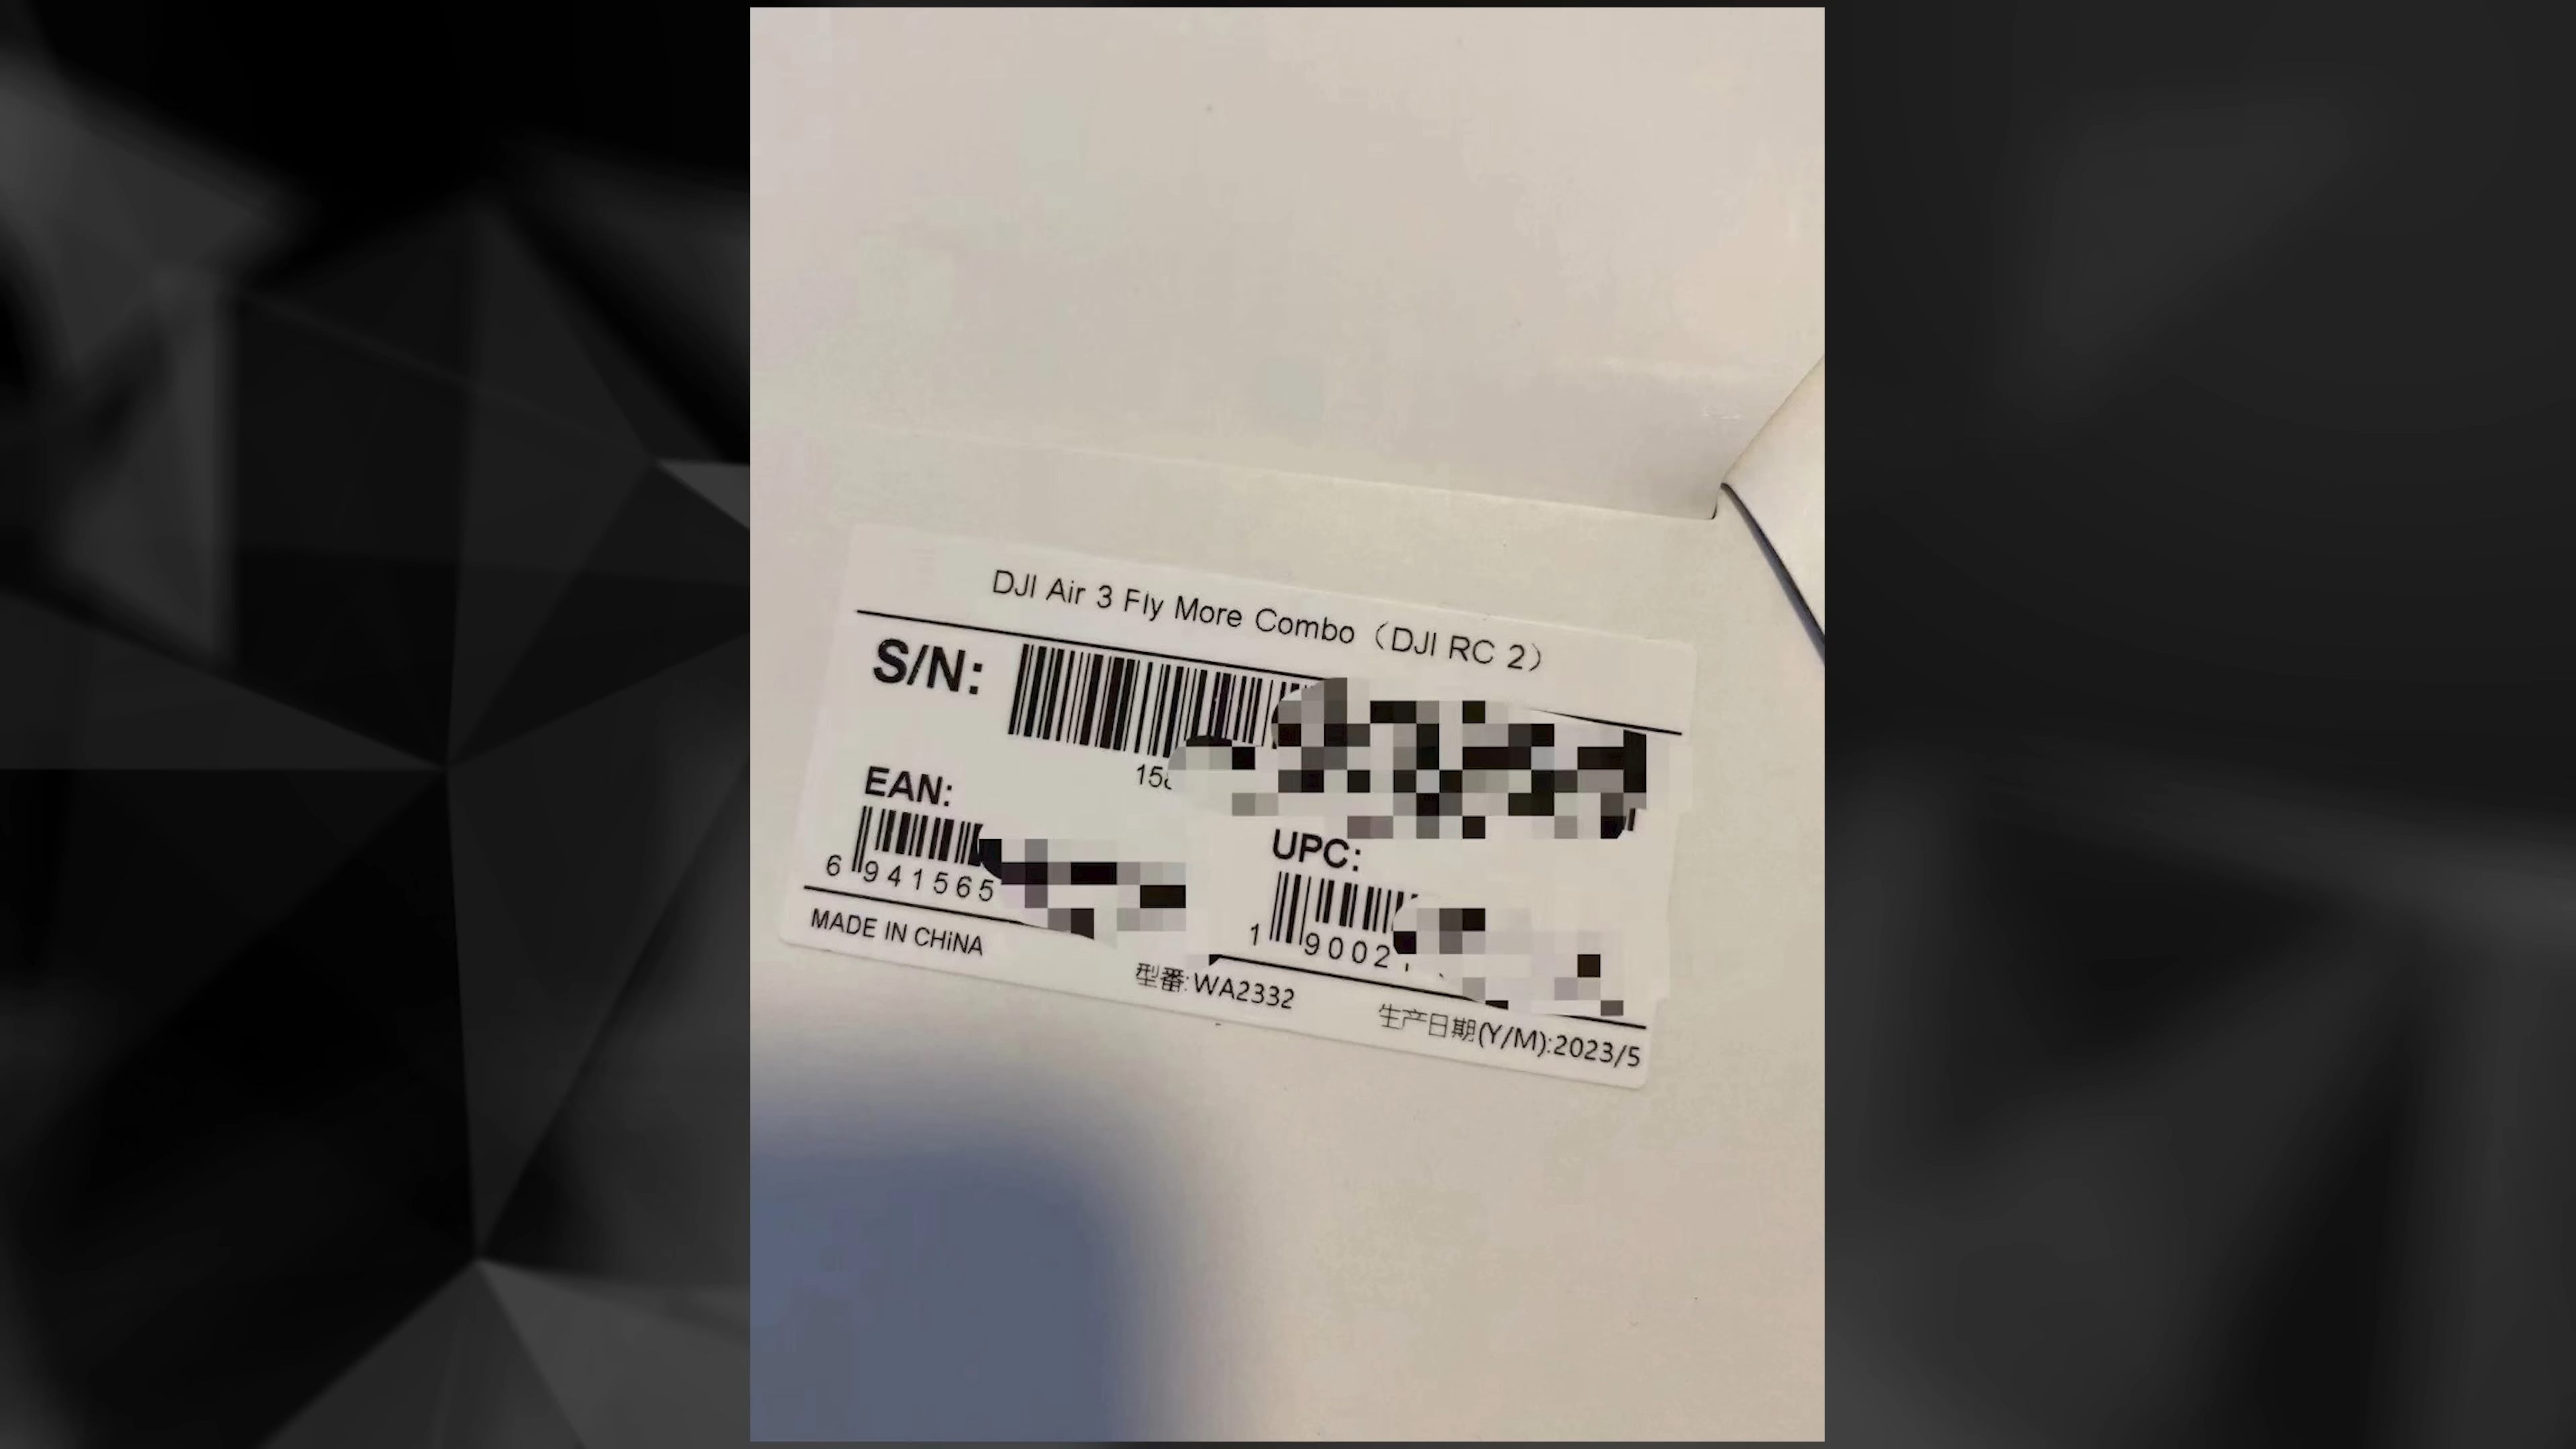 DJI Air 3 Fly More Combo（DJI RC 2）
S/N:
EAN:
6 941565
UPC:
1 9002
MADE IN CHiNA
型番:WA2332
生产日期(Y/M):2023/5